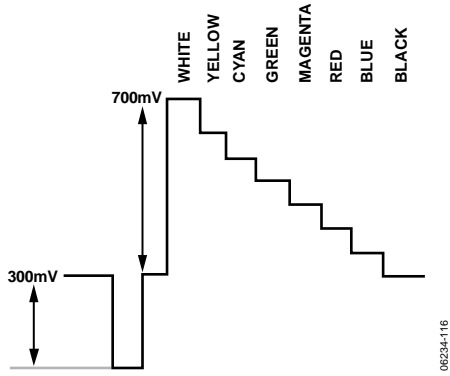 WHITE
YELLOW
CYAN
GREEN
MAGENTA
RED
BLUE
BLACK
700mV
300mV
06234-116